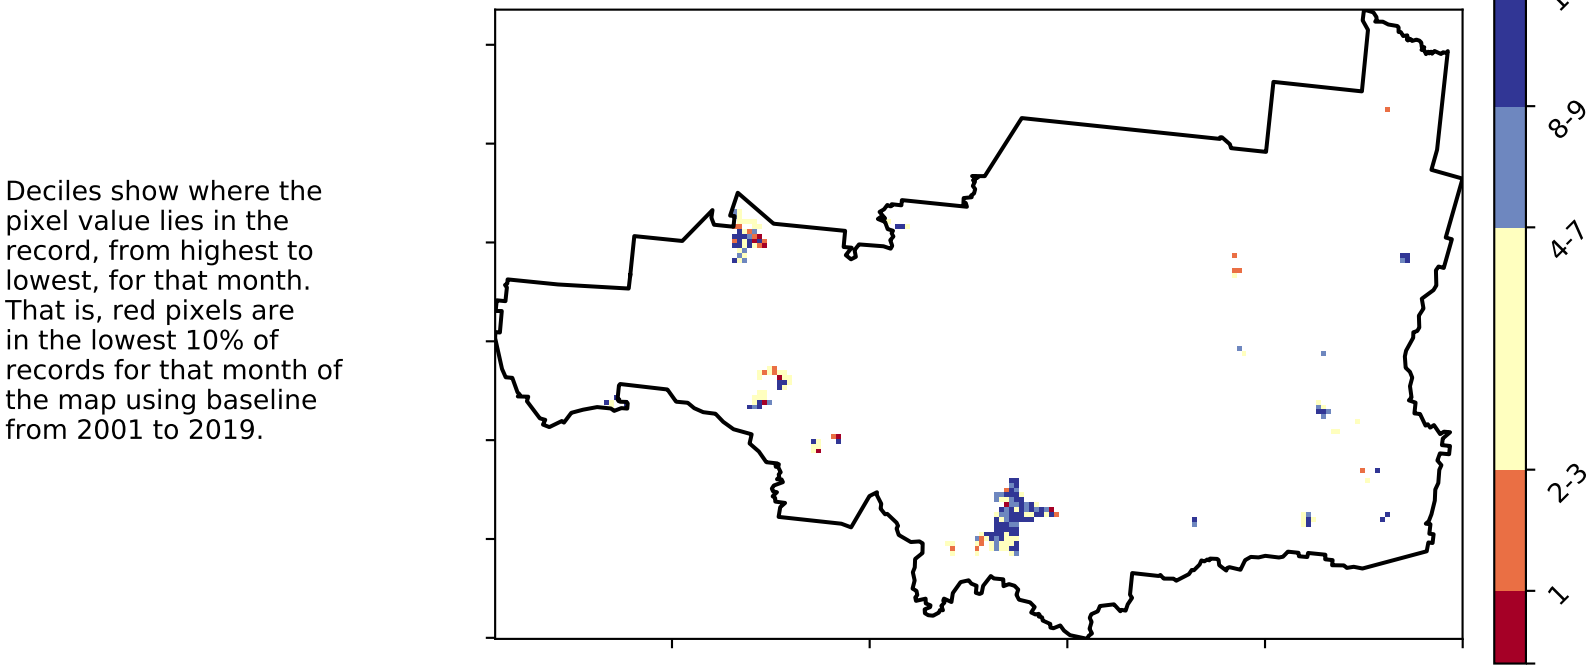 Deciles show where the
pixel value lies in the
record, from highest to
lowest, for that month.
That is, red pixels are
in the lowest 10% of
records for that month of
the map using baseline
from 2001 to 2019.
8-9
4-7
2-3
1